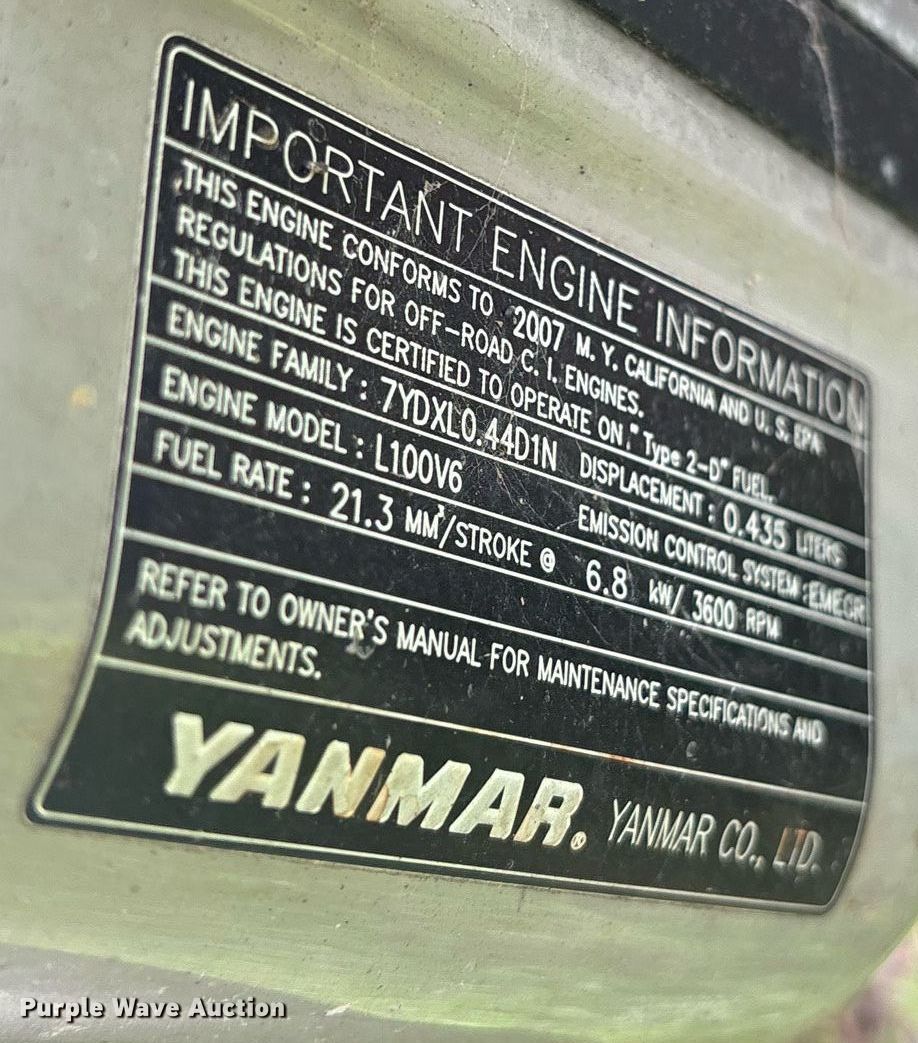 IMPORTANT ENGINE INFORMATION
THIS ENGINE CONFORMS TO 2007 M. Y. CALIFORNIA AND U. S. EPA
REGULATIONS FOR OFF-ROAD C. I. ENGINES.
THIS ENGINE IS CERTIFIED TO OPERATE ON " Type 2-D" FUEL.
ENGINE FAMILY : 7YDXL0.44D1N DISPLACEMENT : 0.435 LITERS
ENGINE MODEL : L100V6 EMISSION CONTROL SYSTEM :EMECR
FUEL RATE : 21.3 MM³/STROKE @ 6.8 kW/ 3600 RPM
REFER TO OWNER'S MANUAL FOR MAINTENANCE SPECIFICATIONS AND
ADJUSTMENTS.
YANMAR.® YANMAR CO., LTD.
Purple Wave Auction